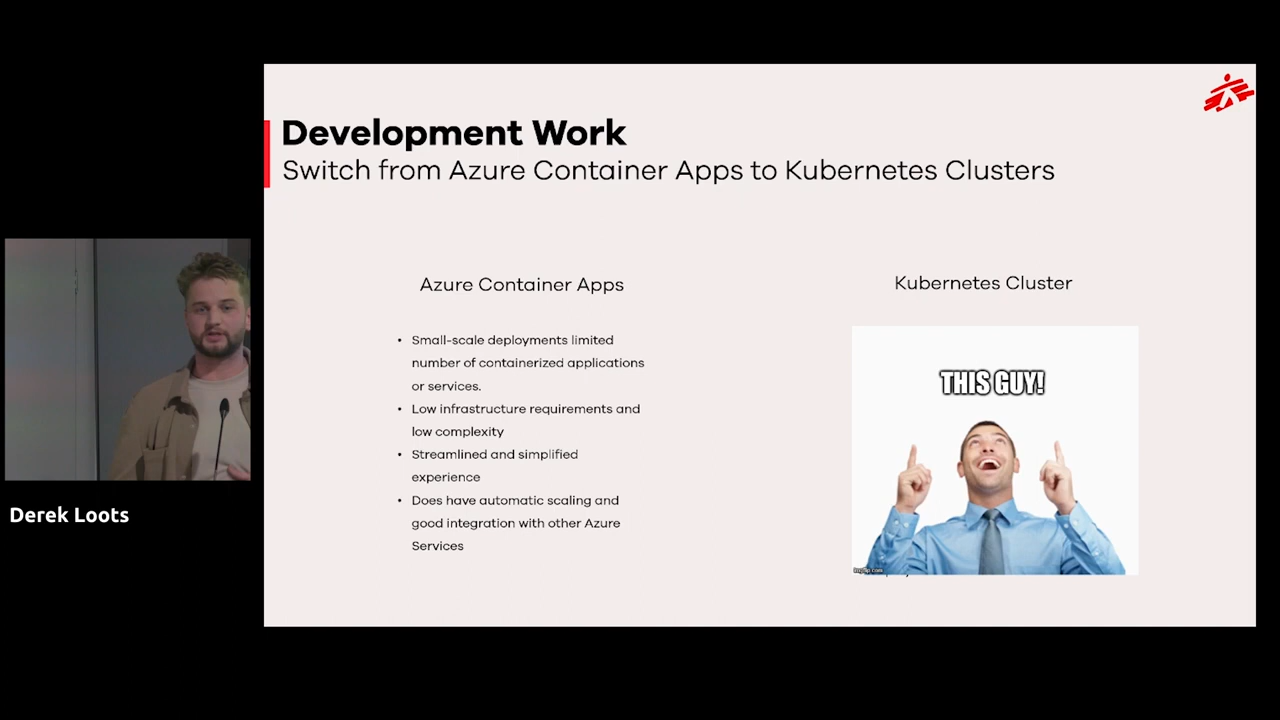 Development Work
Switch from Azure Container Apps to Kubernetes Clusters
Azure Container Apps
• Small-scale deployments limited
number of containerized applications
or services.
• Low infrastructure requirements and
low complexity
• Streamlined and simplified
experience
• Does have automatic scaling and
good integration with other Azure
Services
Kubernetes Cluster
THIS GUY!
imgflip.com
Derek Loots